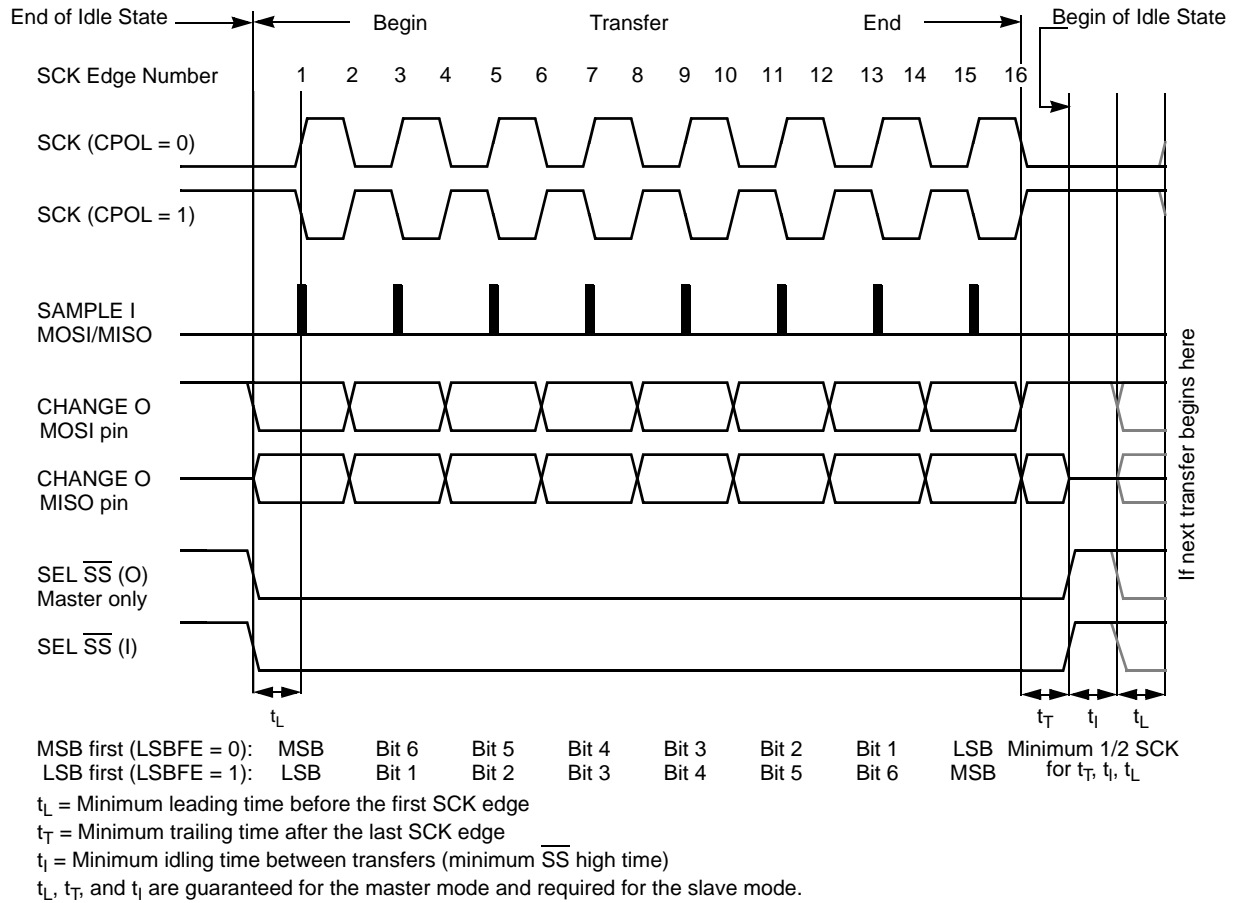 End of Idle State Begin Transfer End Begin of Idle State
SCK Edge Number 1 2 3 4 5 6 7 8 9 10 11 12 13 14 15 16
SCK (CPOL = 0)
SCK (CPOL = 1)
SAMPLE I
MOSI/MISO
CHANGE O
MOSI pin
CHANGE O
MISO pin
SEL S̅S̅ (O)
Master only
SEL S̅S̅ (I)
If next transfer begins here
tL tT tI tL
MSB first (LSBFE = 0): MSB Bit 6 Bit 5 Bit 4 Bit 3 Bit 2 Bit 1 LSB Minimum 1/2 SCK
LSB first (LSBFE = 1): LSB Bit 1 Bit 2 Bit 3 Bit 4 Bit 5 Bit 6 MSB for tT, tI, tL
tL = Minimum leading time before the first SCK edge
tT = Minimum trailing time after the last SCK edge
tI = Minimum idling time between transfers (minimum S̅S̅ high time)
tL, tT, and tI are guaranteed for the master mode and required for the slave mode.